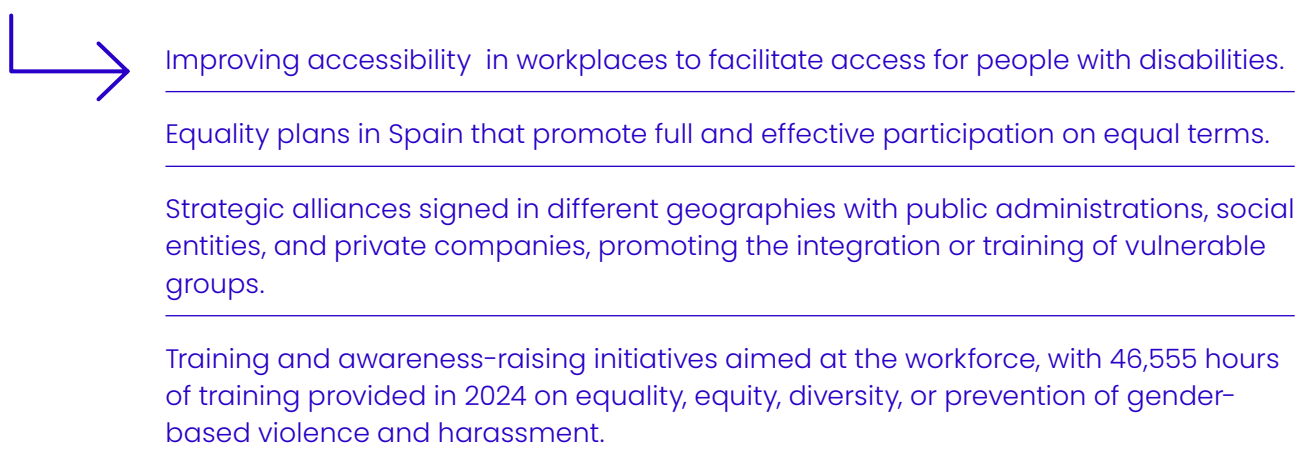 Improving accessibility  in workplaces to facilitate access for people with disabilities.
Equality plans in Spain that promote full and effective participation on equal terms.
Strategic alliances signed in different geographies with public administrations, social
entities, and private companies, promoting the integration or training of vulnerable
groups.
Training and awareness-raising initiatives aimed at the workforce, with 46,555 hours
of training provided in 2024 on equality, equity, diversity, or prevention of gender-
based violence and harassment.